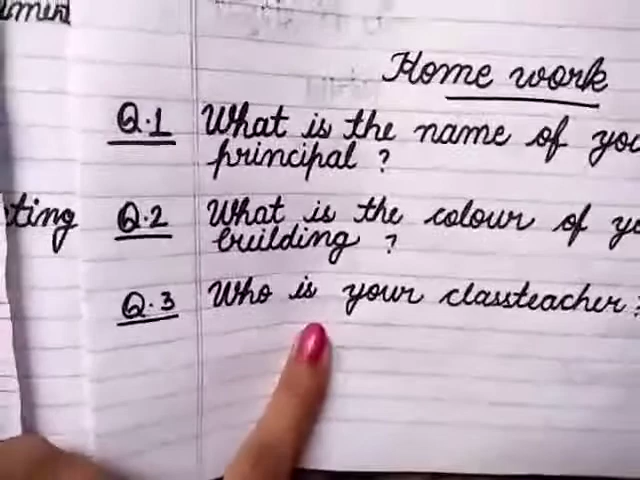 Home work
Q.1 What is the name of you
principal ?
ting Q.2 What is the colour of yo
building ?
Q.3 Who is your classteacher ?